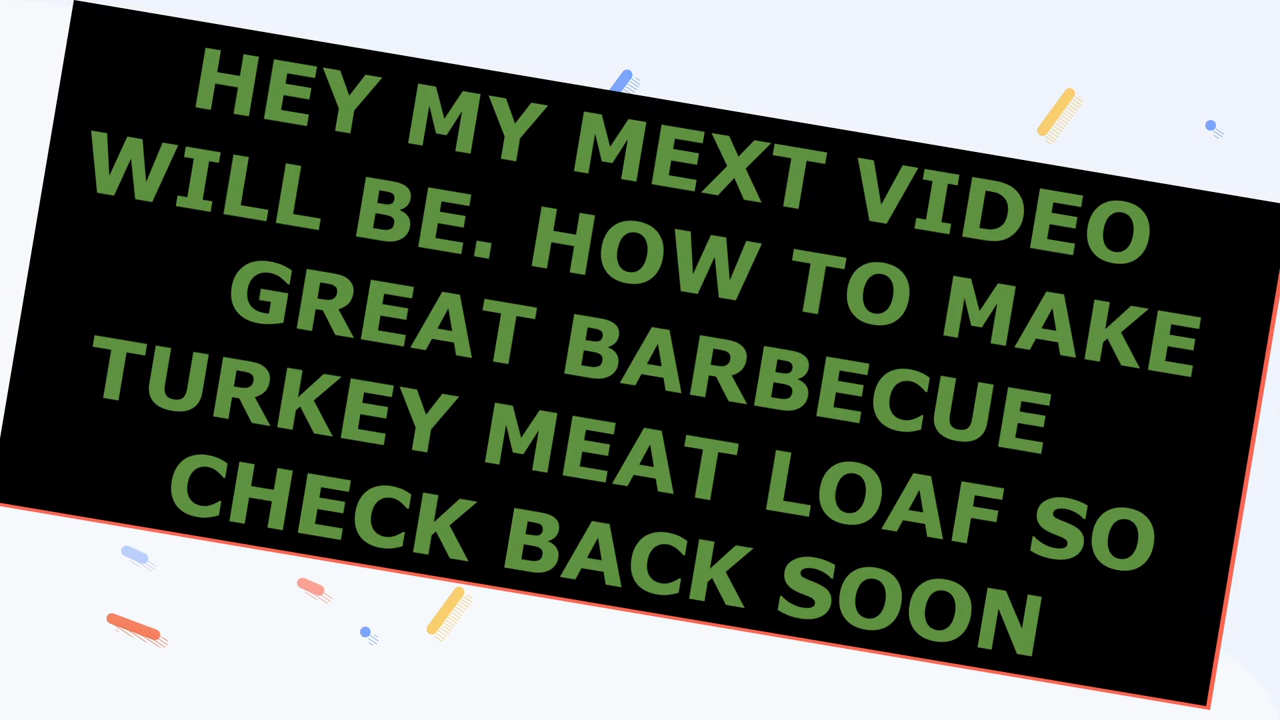 HEY MY MEXT VIDEO
WILL BE. HOW TO MAKE
GREAT BARBECUE
TURKEY MEAT LOAF SO
CHECK BACK SOON